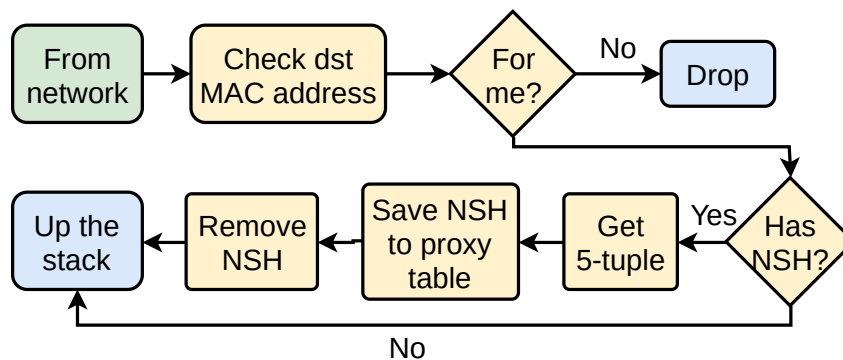 From
network
Check dst
MAC address
For
me?
No
Drop
Has
NSH?
Yes
Get
5-tuple
Save NSH
to proxy
table
Remove
NSH
Up the
stack
No